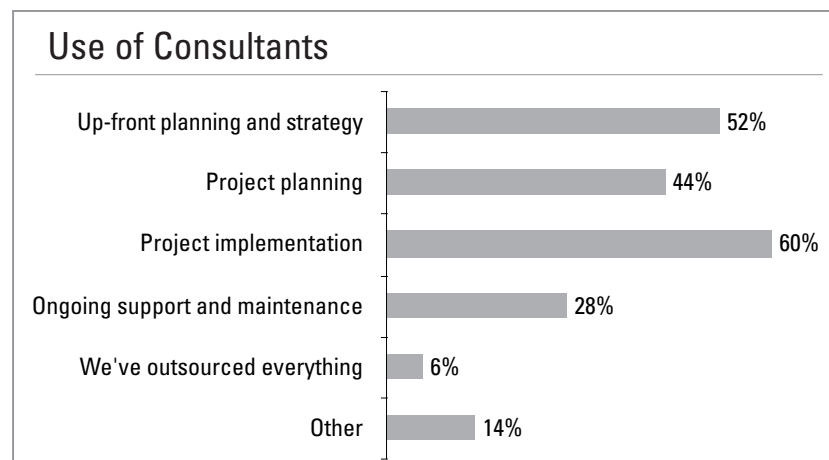 Use of Consultants
Up-front planning and strategy 52%
Project planning 44%
Project implementation 60%
Ongoing support and maintenance 28%
We've outsourced everything 6%
Other 14%